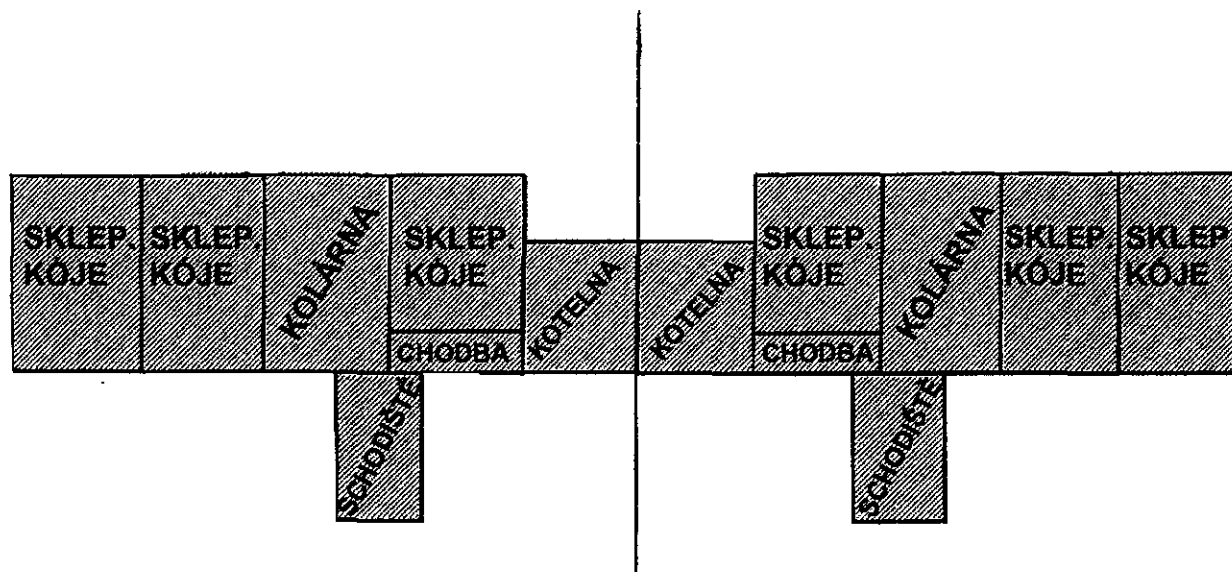 SKLEP.
KÓJE
SKLEP.
KÓJE
KOLÁRNA
SKLEP.
KÓJE
CHODBA
KOTELNA
KOTELNA
SKLEP.
KÓJE
CHODBA
KOLÁRNA
SKLEP.
KÓJE
SKLEP.
KÓJE
SCHODIŠTĚ
SCHODIŠTĚ